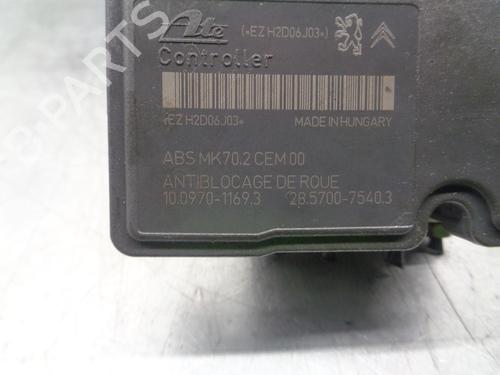 Ate (*EZ H2D06J03*)
Controller
*EZ H2D06J03* MADE IN HUNGARY
ABS MK70.2 CEM 00
ANTIBLOCAGE DE ROUE
10.0970-1169.3 28.5700-7540.3